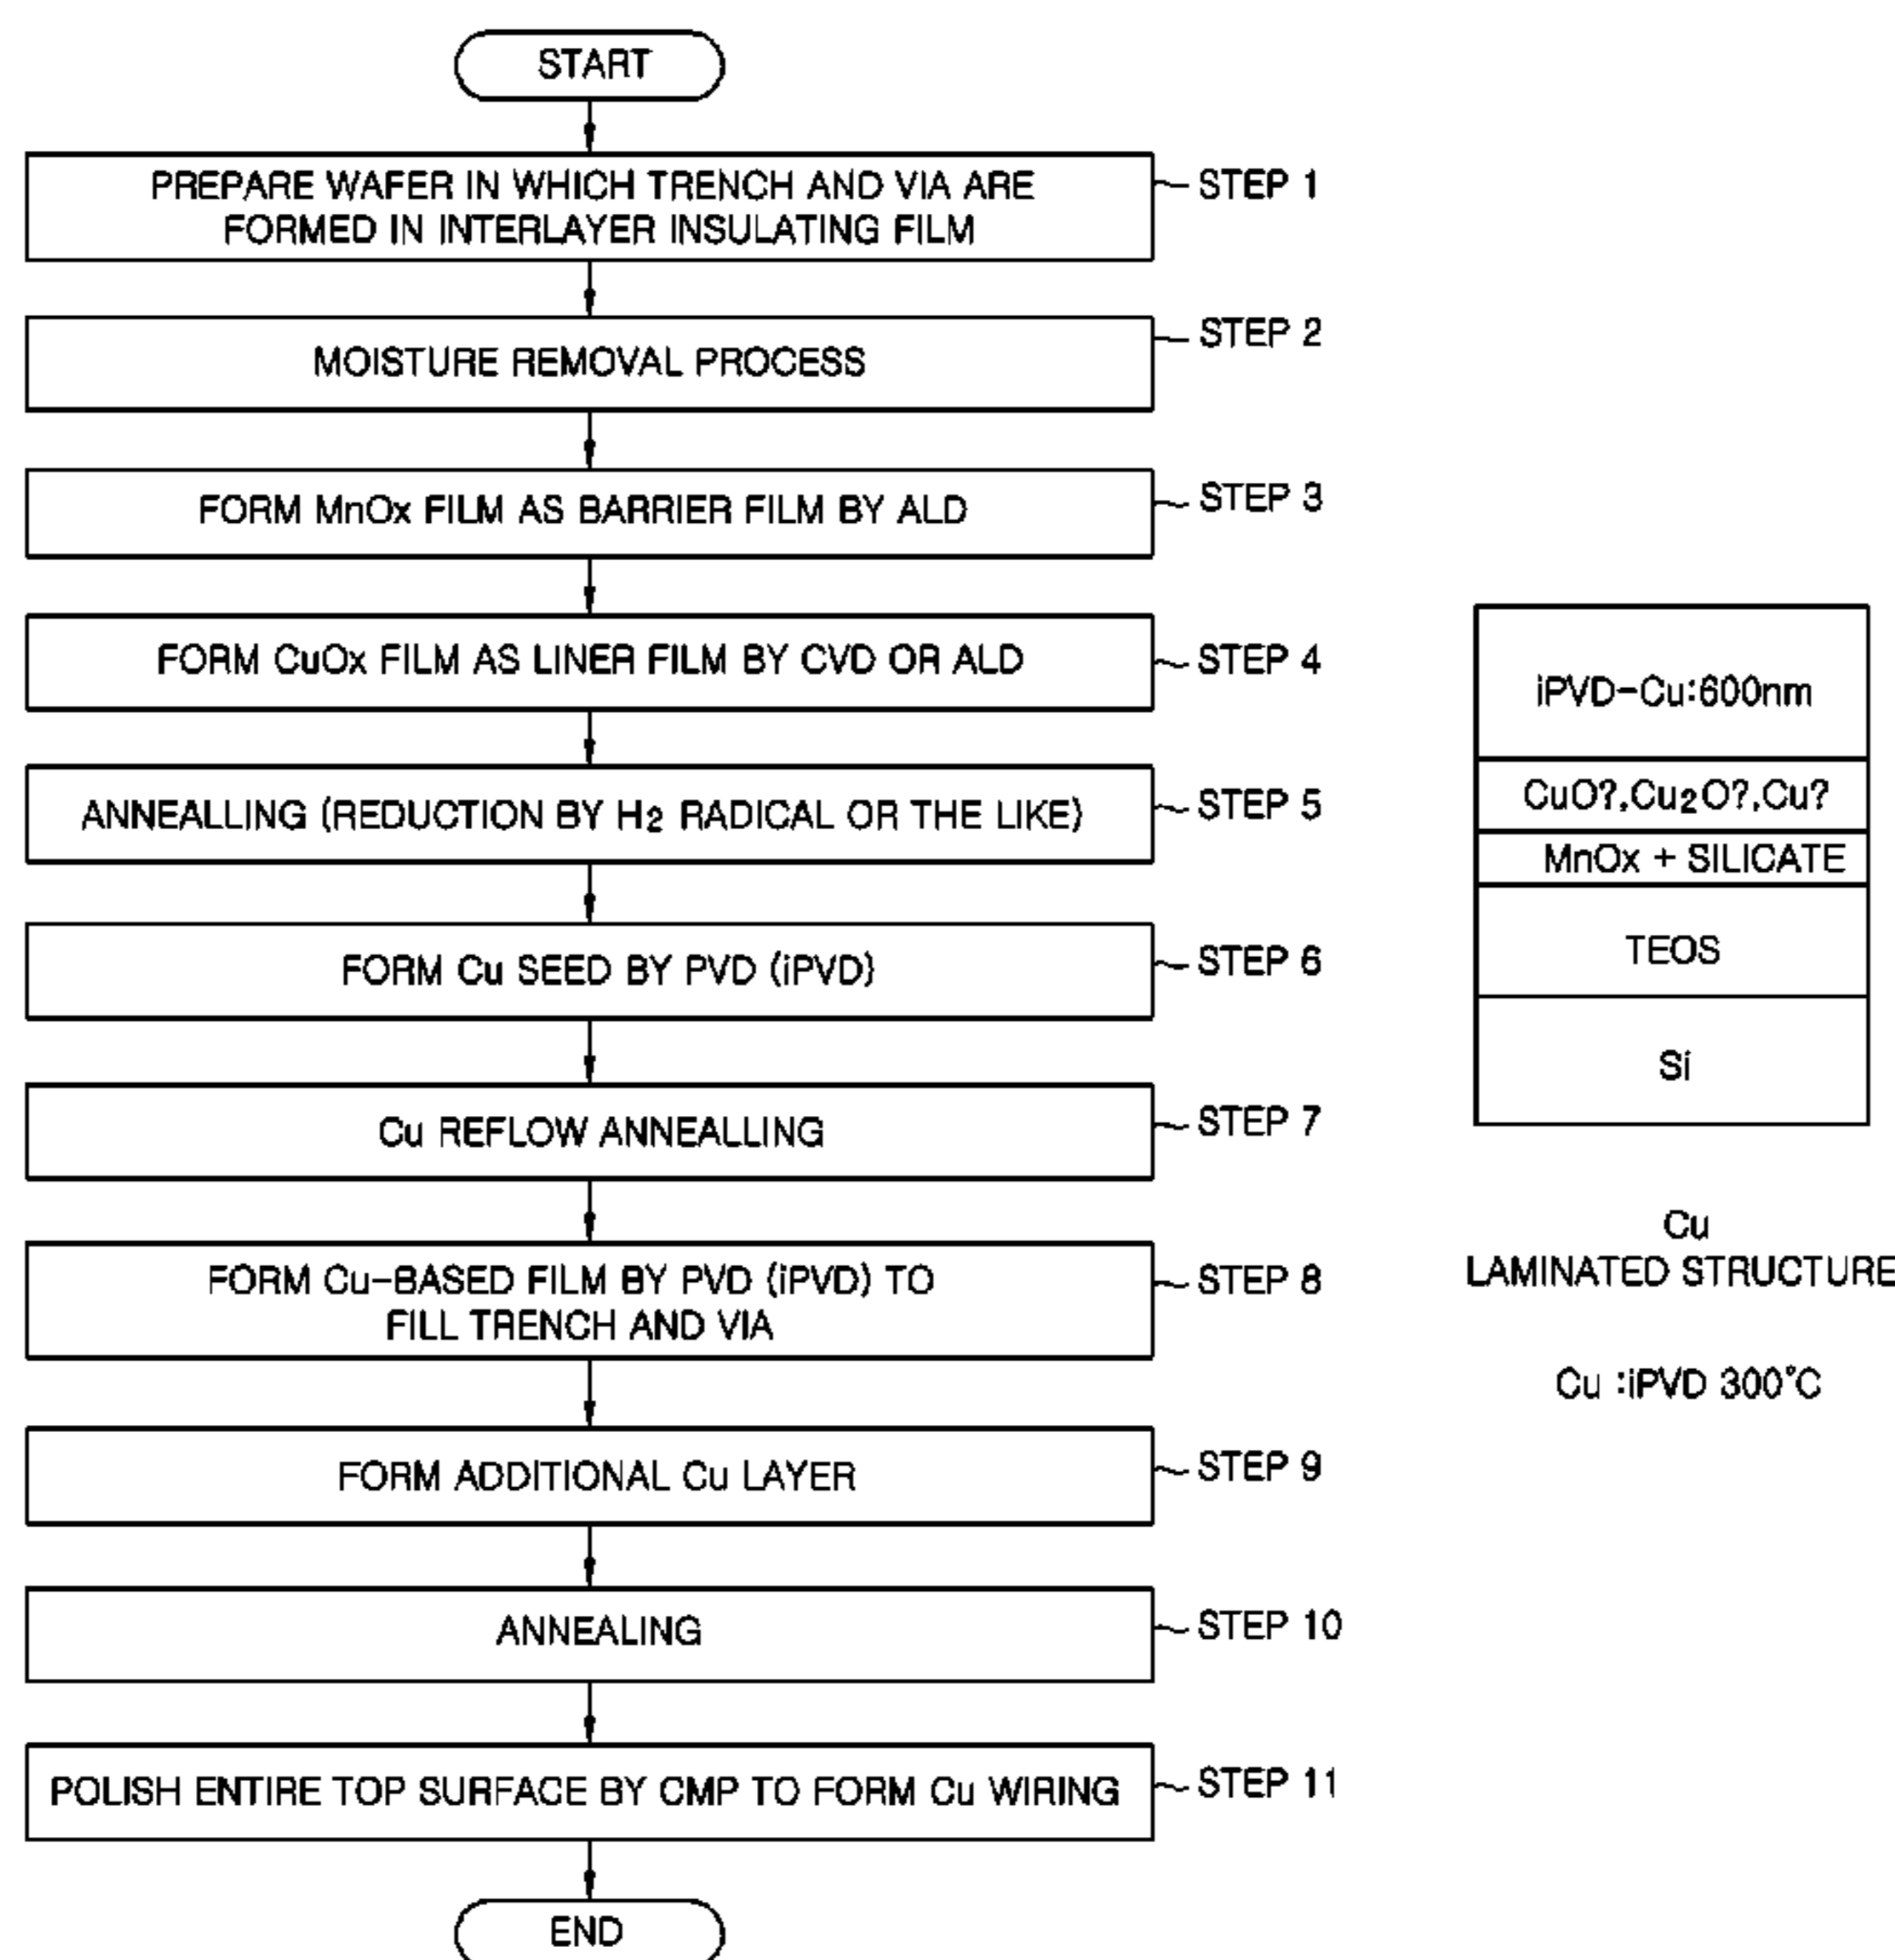 START
PREPARE WAFER IN WHICH TRENCH AND VIA ARE
FORMED IN INTERLAYER INSULATING FILM
STEP 1
MOISTURE REMOVAL PROCESS
STEP 2
FORM MnOx FILM AS BARRIER FILM BY ALD
STEP 3
FORM CuOx FILM AS LINER FILM BY CVD OR ALD
STEP 4
ANNEALLING (REDUCTION BY H2 RADICAL OR THE LIKE)
STEP 5
FORM Cu SEED BY PVD (iPVD)
STEP 6
Cu REFLOW ANNEALLING
STEP 7
FORM Cu-BASED FILM BY PVD (iPVD) TO
FILL TRENCH AND VIA
STEP 8
FORM ADDITIONAL Cu LAYER
STEP 9
ANNEALING
STEP 10
POLISH ENTIRE TOP SURFACE BY CMP TO FORM Cu WIRING
STEP 11
END
iPVD-Cu:600nm
CuO?,Cu2O?,Cu?
MnOx + SILICATE
TEOS
Si
Cu
LAMINATED STRUCTURE
Cu :iPVD 300°C